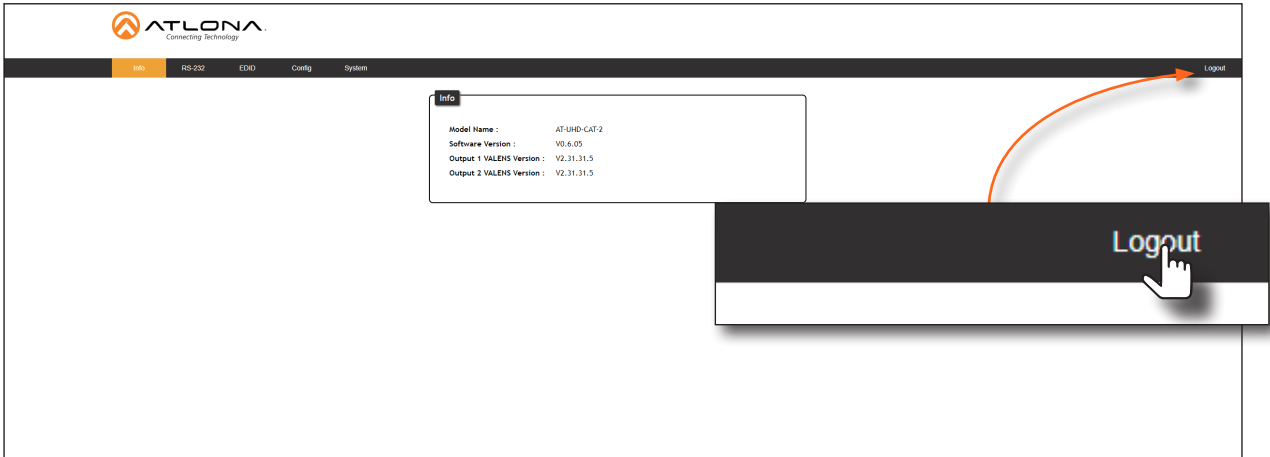 ATLONA.
Connecting Technology
Info RS-232 EDID Config System Logout
Info
Model Name : AT-UHD-CAT-2
Software Version : V0.6.05
Output 1 VALENS Version : V2.31.31.5
Output 2 VALENS Version : V2.31.31.5
Logout